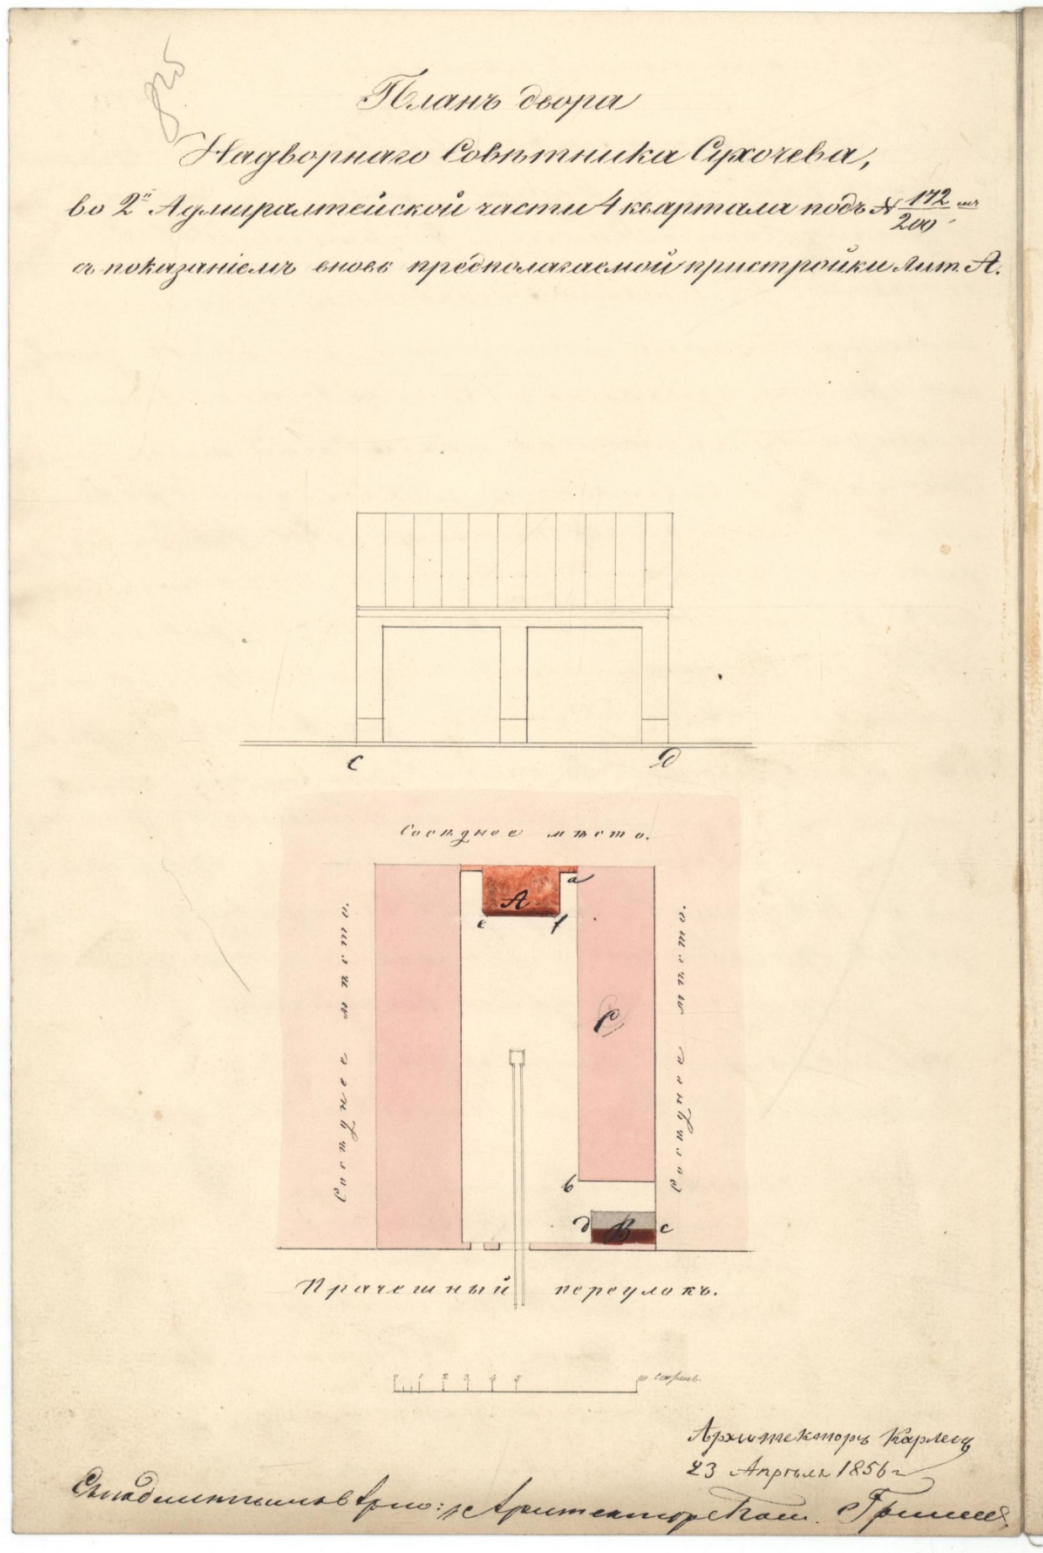 Планъ двора
Надворнаго Совѣтника Сухочева,
во 2й Адмиралтейской части 4 квартала подъ № 172/200
съ показаніемъ вновь предполагаемой пристройки Лит. А.
C D
Сосѣднее мѣсто.
A a
e f
Сосѣднее мѣсто.
C
Сосѣднее мѣсто.
b
d B c
Прачешный переулокъ.
сажень
Архитекторъ
23 Апрѣля 1856 г